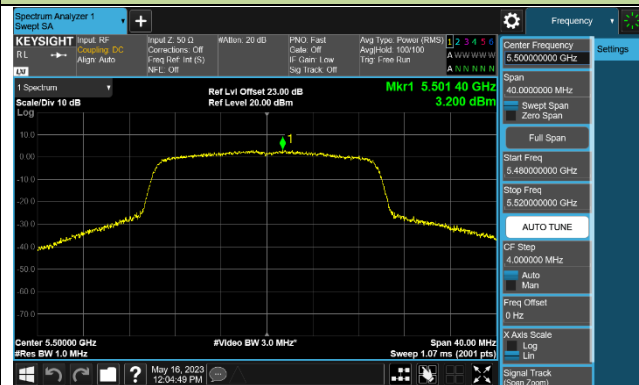 Spectrum Analyzer 1
Swept SA
Frequency
KEYSIGHT
RL
LXI
Input: RF
Coupling: DC
Align: Auto
Input Z: 50 Ω
Corrections: Off
Freq Ref: Int (S)
NFE: Off
#Atten: 20 dB
PNO: Fast
Gate: Off
IF Gain: Low
Sig Track: Off
Avg Type: Power (RMS)
Avg|Hold: 100/100
Trig: Free Run
1 2 3 4 5 6
A W W W W W
A N N N N N
1 Spectrum
Scale/Div 10 dB
Log
Ref Lvl Offset 23.00 dB
Ref Level 20.00 dBm
Mkr1 5.501 40 GHz
3.200 dBm
1
10.0
0.00
-10.0
-20.0
-30.0
-40.0
-50.0
-60.0
-70.0
Center 5.50000 GHz
#Res BW 1.0 MHz
#Video BW 3.0 MHz*
Span 40.00 MHz
Sweep 1.07 ms (2001 pts)
May 16, 2023
12:04:49 PM
Center Frequency
5.500000000 GHz
Settings
Span
40.0000000 MHz
Swept Span
Zero Span
Full Span
Start Freq
5.480000000 GHz
Stop Freq
5.520000000 GHz
AUTO TUNE
CF Step
4.000000 MHz
Auto
Man
Freq Offset
0 Hz
X Axis Scale
Log
Lin
Signal Track
(Span Zoom)